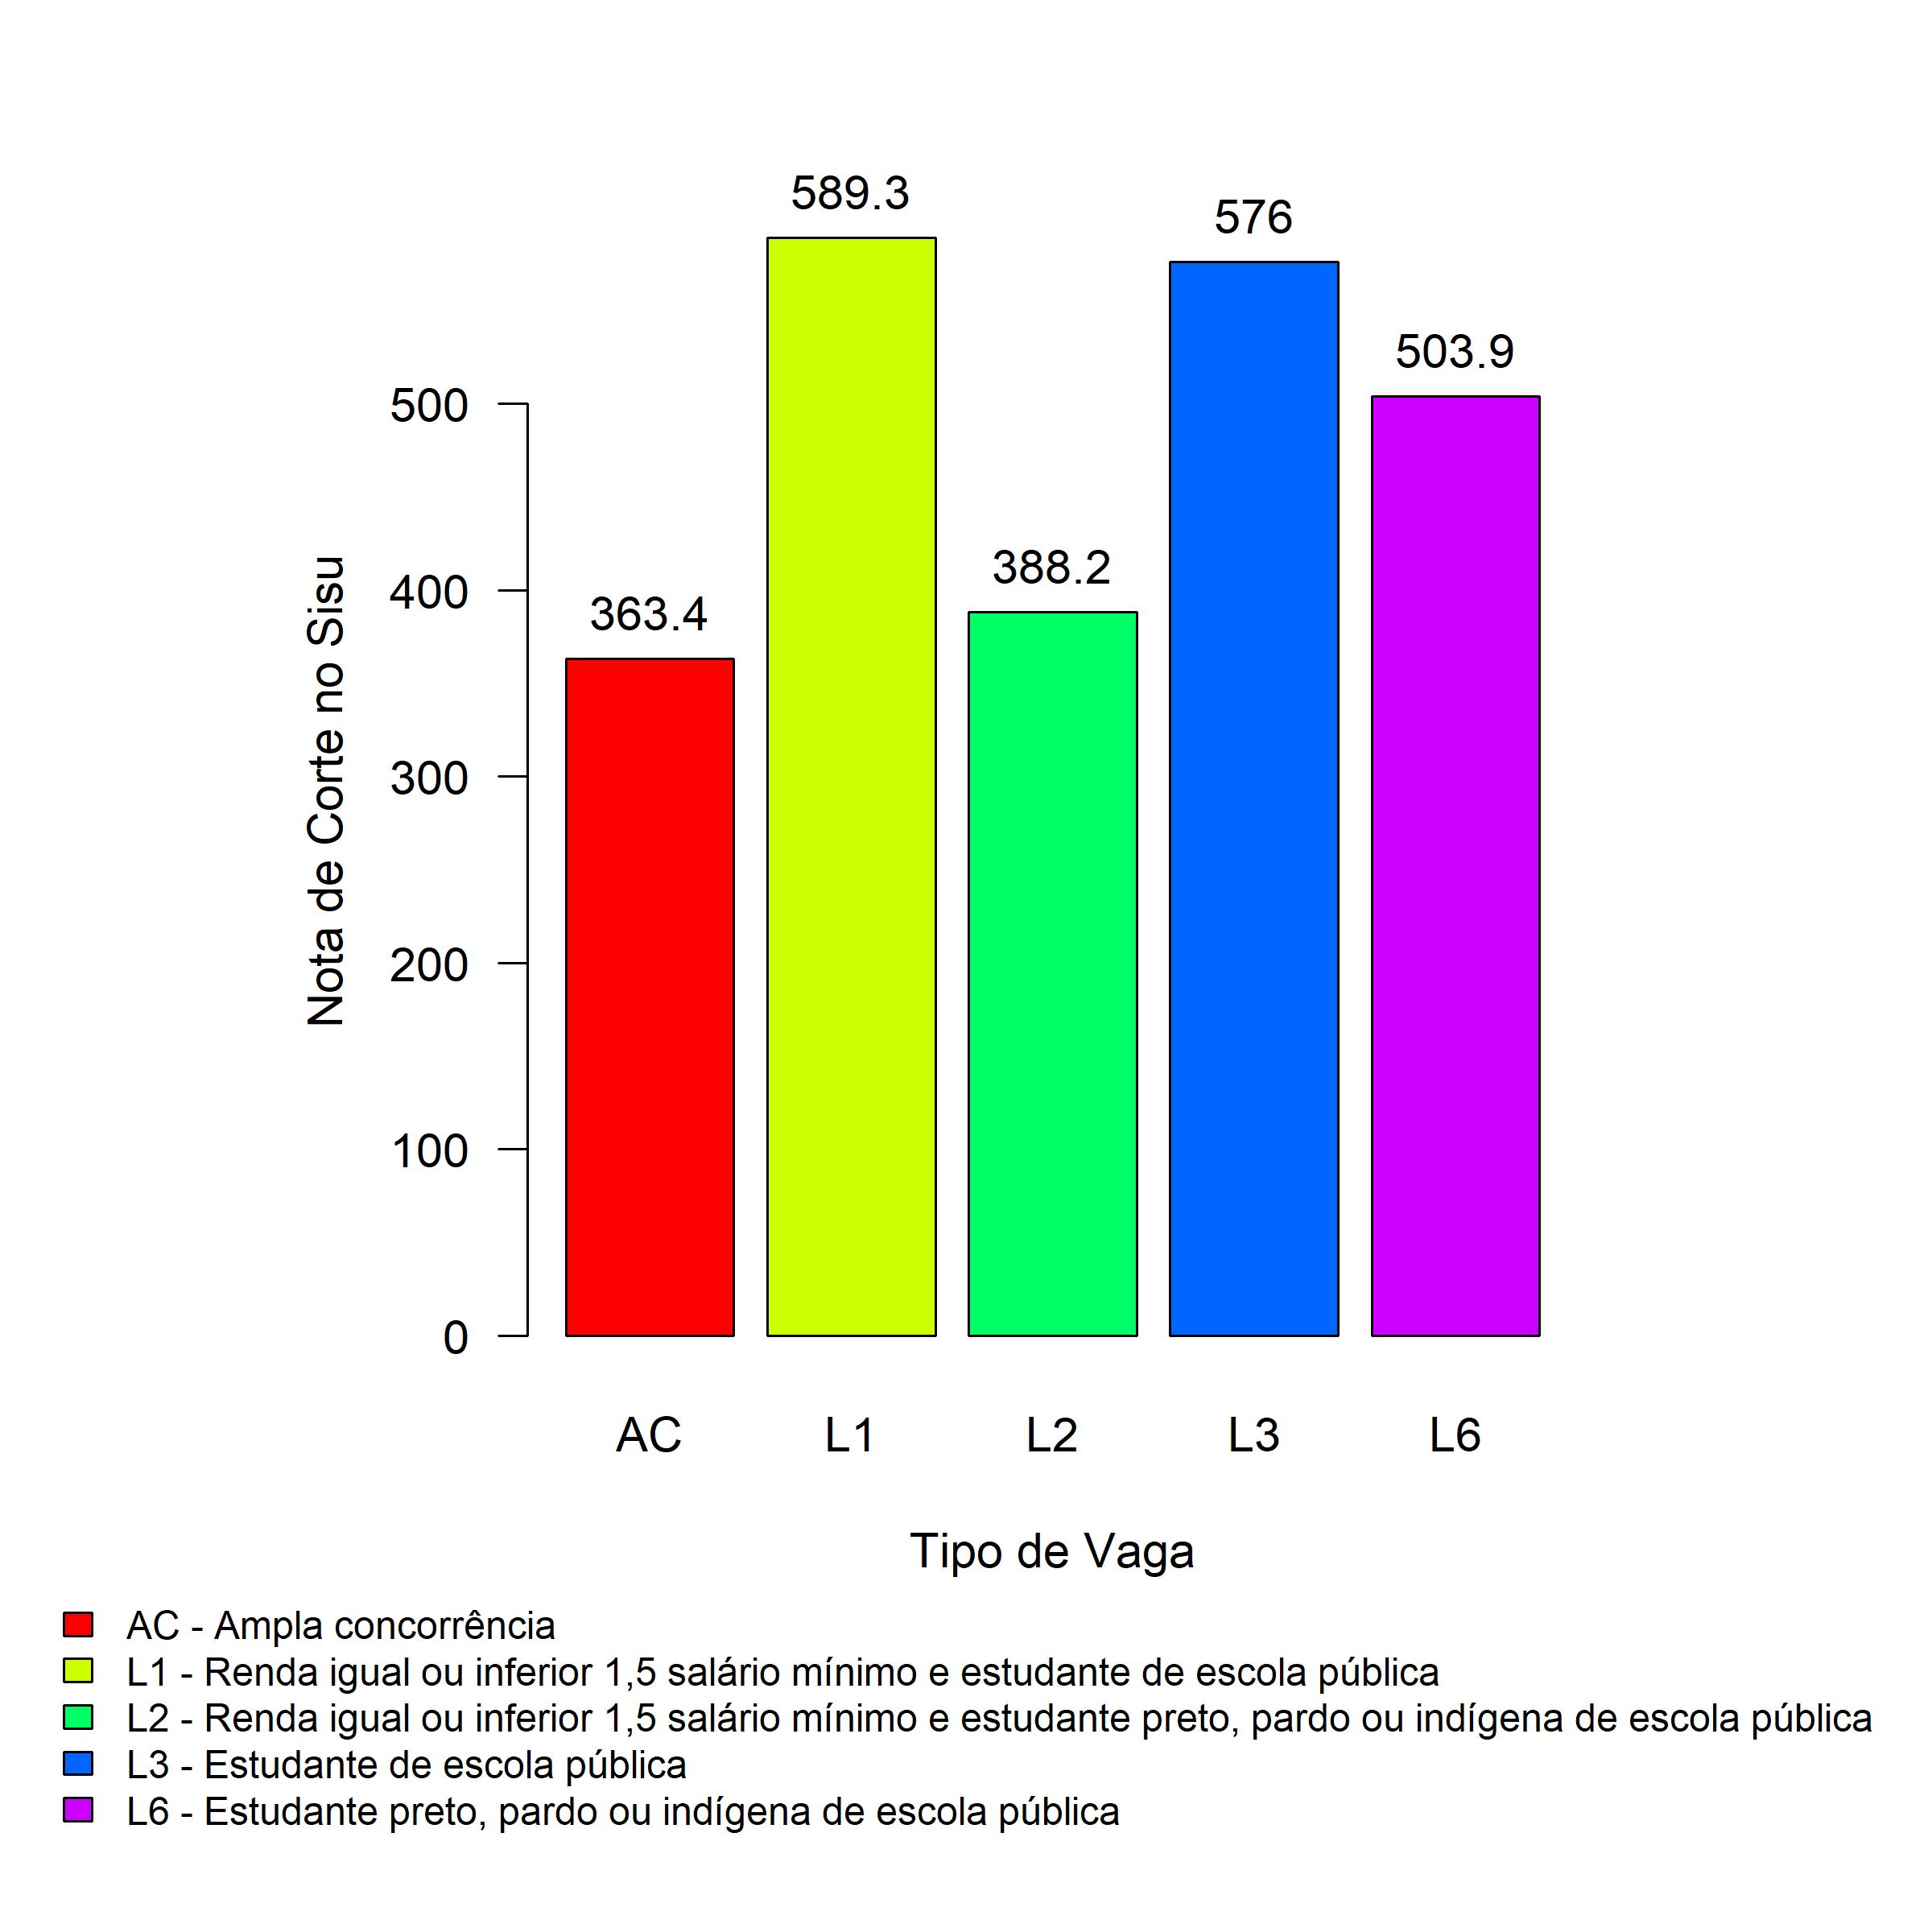 589.3
576
503.9
500
388.2
400
363.4
300
200
100
0
Nota de Corte no Sisu
AC L1 L2 L3 L6
Tipo de Vaga
AC - Ampla concorrência
L1 - Renda igual ou inferior 1,5 salário mínimo e estudante de escola pública
L2 - Renda igual ou inferior 1,5 salário mínimo e estudante preto, pardo ou indígena de escola pública
L3 - Estudante de escola pública
L6 - Estudante preto, pardo ou indígena de escola pública